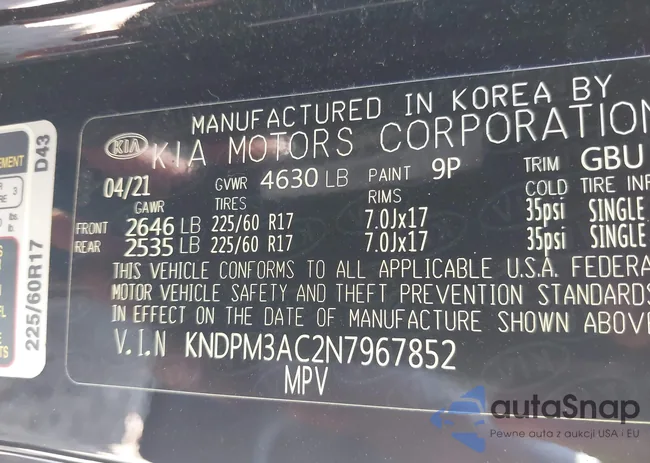 MANUFACTURED IN KOREA BY
KIA KIA MOTORS CORPORATION
04/21 GVWR 4630 LB PAINT 9P TRIM GBU
GAWR TIRES RIMS COLD TIRE
FRONT 2646 LB 225/60 R17 7.0Jx17 35psi SINGLE
REAR 2535 LB 225/60 R17 7.0Jx17 35psi SINGLE
THIS VEHICLE CONFORMS TO ALL APPLICABLE U.S.A. FEDERA
MOTOR VEHICLE SAFETY AND THEFT PREVENTION STANDARDS
IN EFFECT ON THE DATE OF MANUFACTURE SHOWN ABOVE
V.I.N KNDPM3AC2N7967852
MPV
D43
225/60R17
autaSnap
Pewne auta z aukcji USA i EU